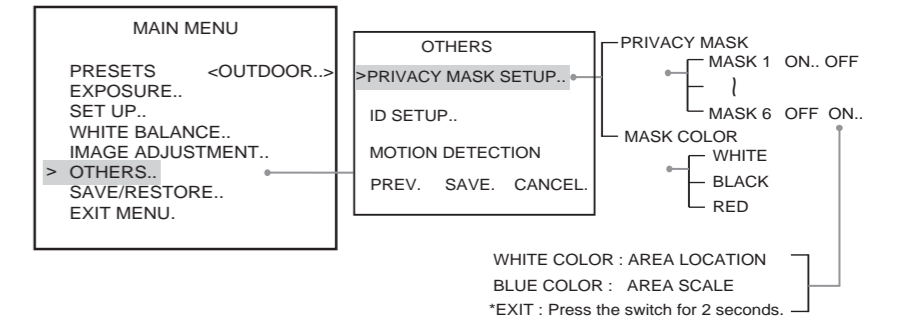 MAIN MENU
PRESETS <OUTDOOR..>
EXPOSURE..
SET UP..
WHITE BALANCE..
IMAGE ADJUSTMENT..
> OTHERS..
SAVE/RESTORE..
EXIT MENU.
OTHERS
>PRIVACY MASK SETUP..
ID SETUP..
MOTION DETECTION
PREV. SAVE. CANCEL.
PRIVACY MASK
MASK 1 ON.. OFF
MASK 6 OFF ON..
MASK COLOR
WHITE
BLACK
RED
WHITE COLOR : AREA LOCATION
BLUE COLOR : AREA SCALE
*EXIT : Press the switch for 2 seconds.